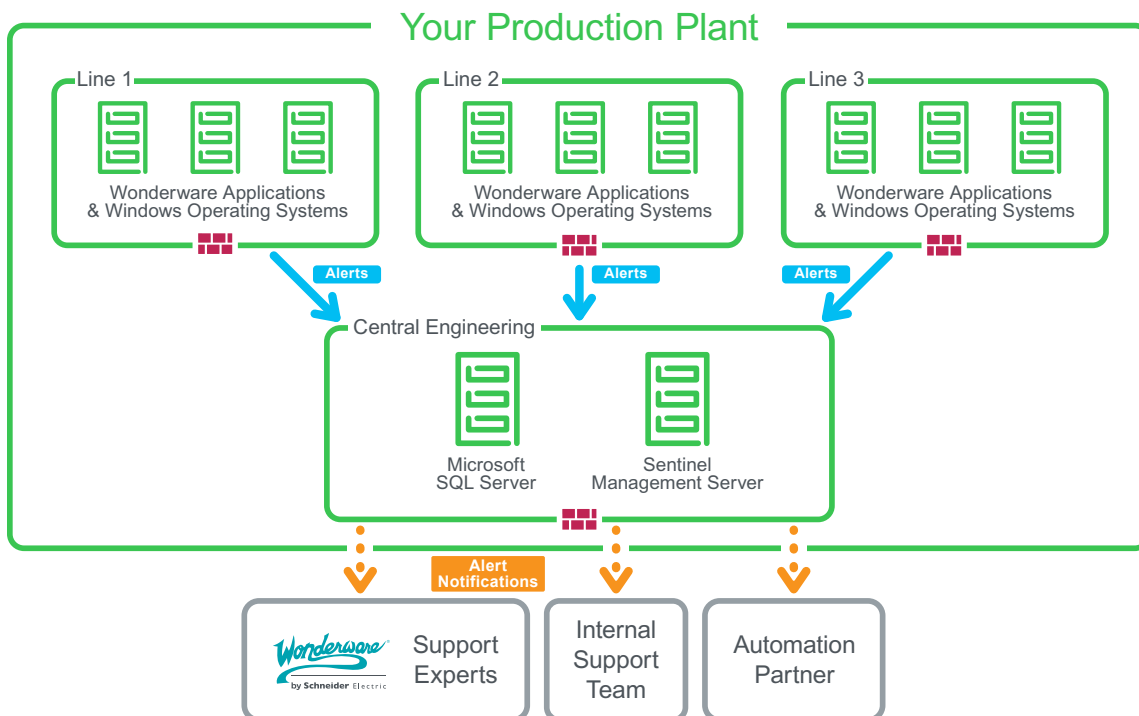 Your Production Plant
Line 1
Line 2
Line 3
Wonderware Applications
& Windows Operating Systems
Wonderware Applications
& Windows Operating Systems
Wonderware Applications
& Windows Operating Systems
Alerts
Alerts
Alerts
Central Engineering
Microsoft
SQL Server
Sentinel
Management Server
Alert
Notifications
Wonderware®
by Schneider Electric
Support
Experts
Internal
Support
Team
Automation
Partner